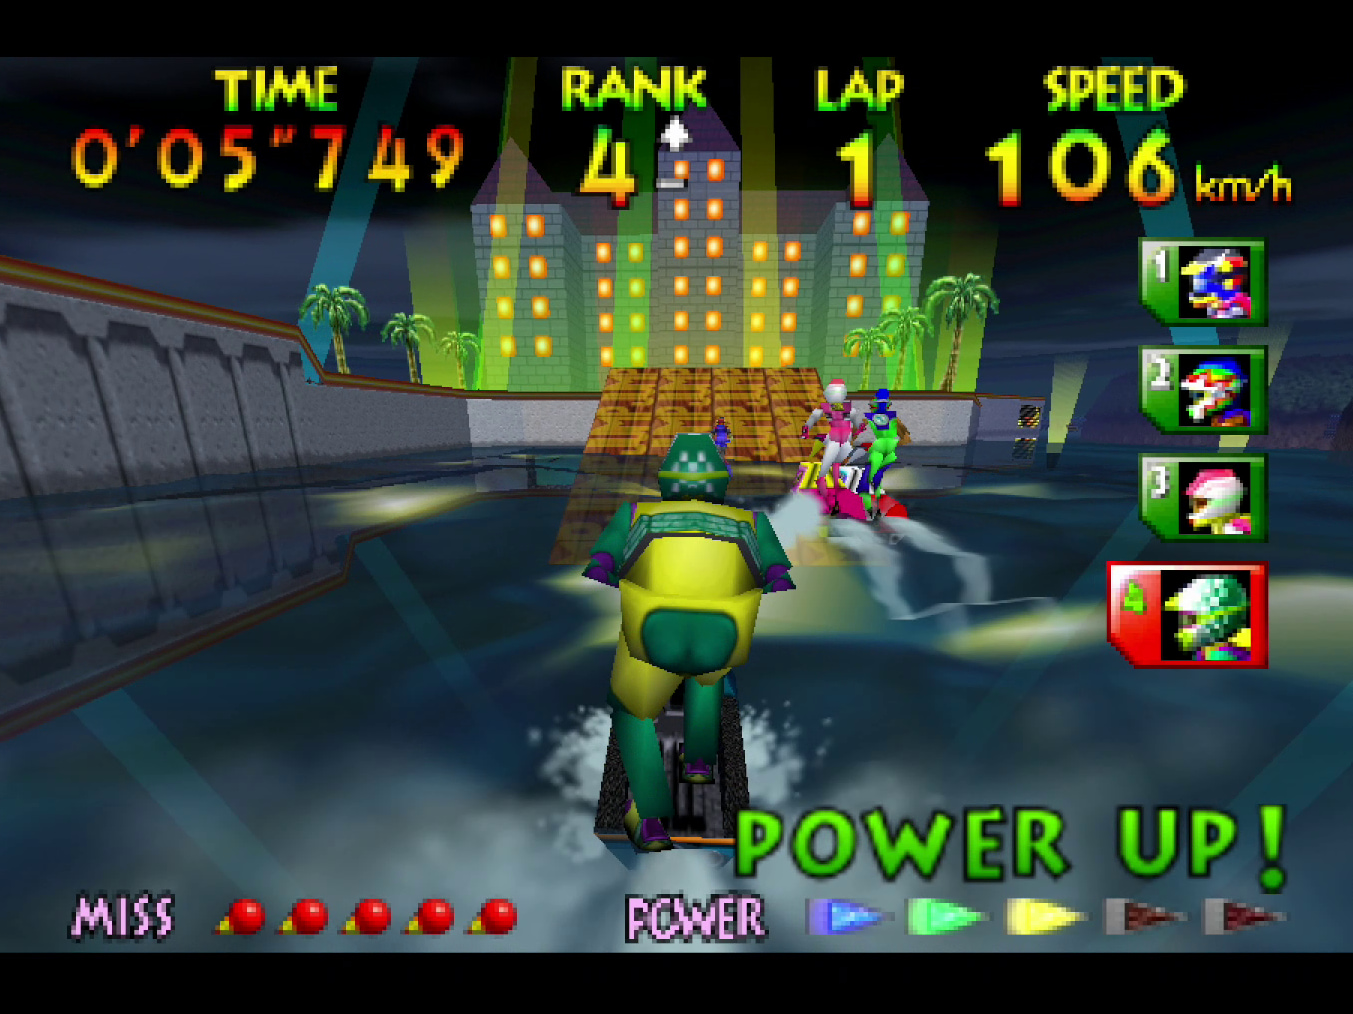 TIME RANK LAP SPEED
0'05"749 4 1 106 km/h
1
2
3
4
POWER UP!
MISS POWER